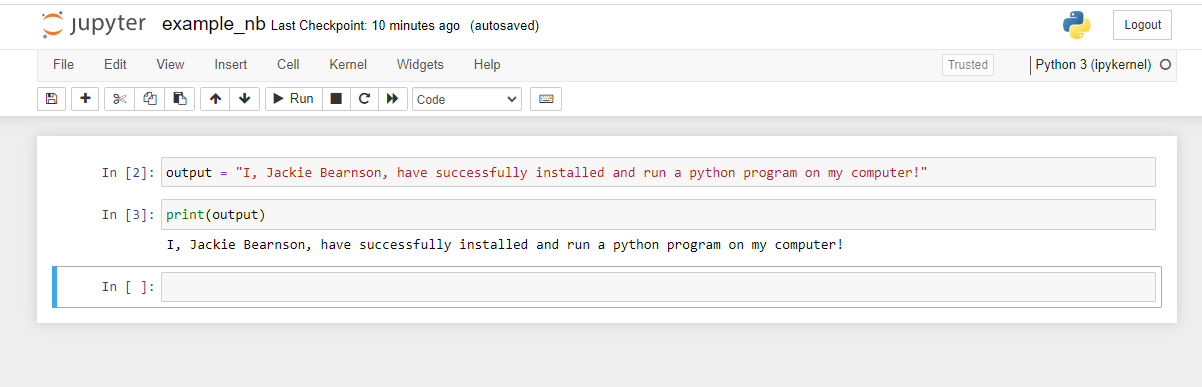 jupyter example_nb Last Checkpoint: 10 minutes ago (autosaved) Logout
File Edit View Insert Cell Kernel Widgets Help Trusted Python 3 (ipykernel)
Run Code
In [2]: output = "I, Jackie Bearnson, have successfully installed and run a python program on my computer!"
In [3]: print(output)
I, Jackie Bearnson, have successfully installed and run a python program on my computer!
In [ ]: